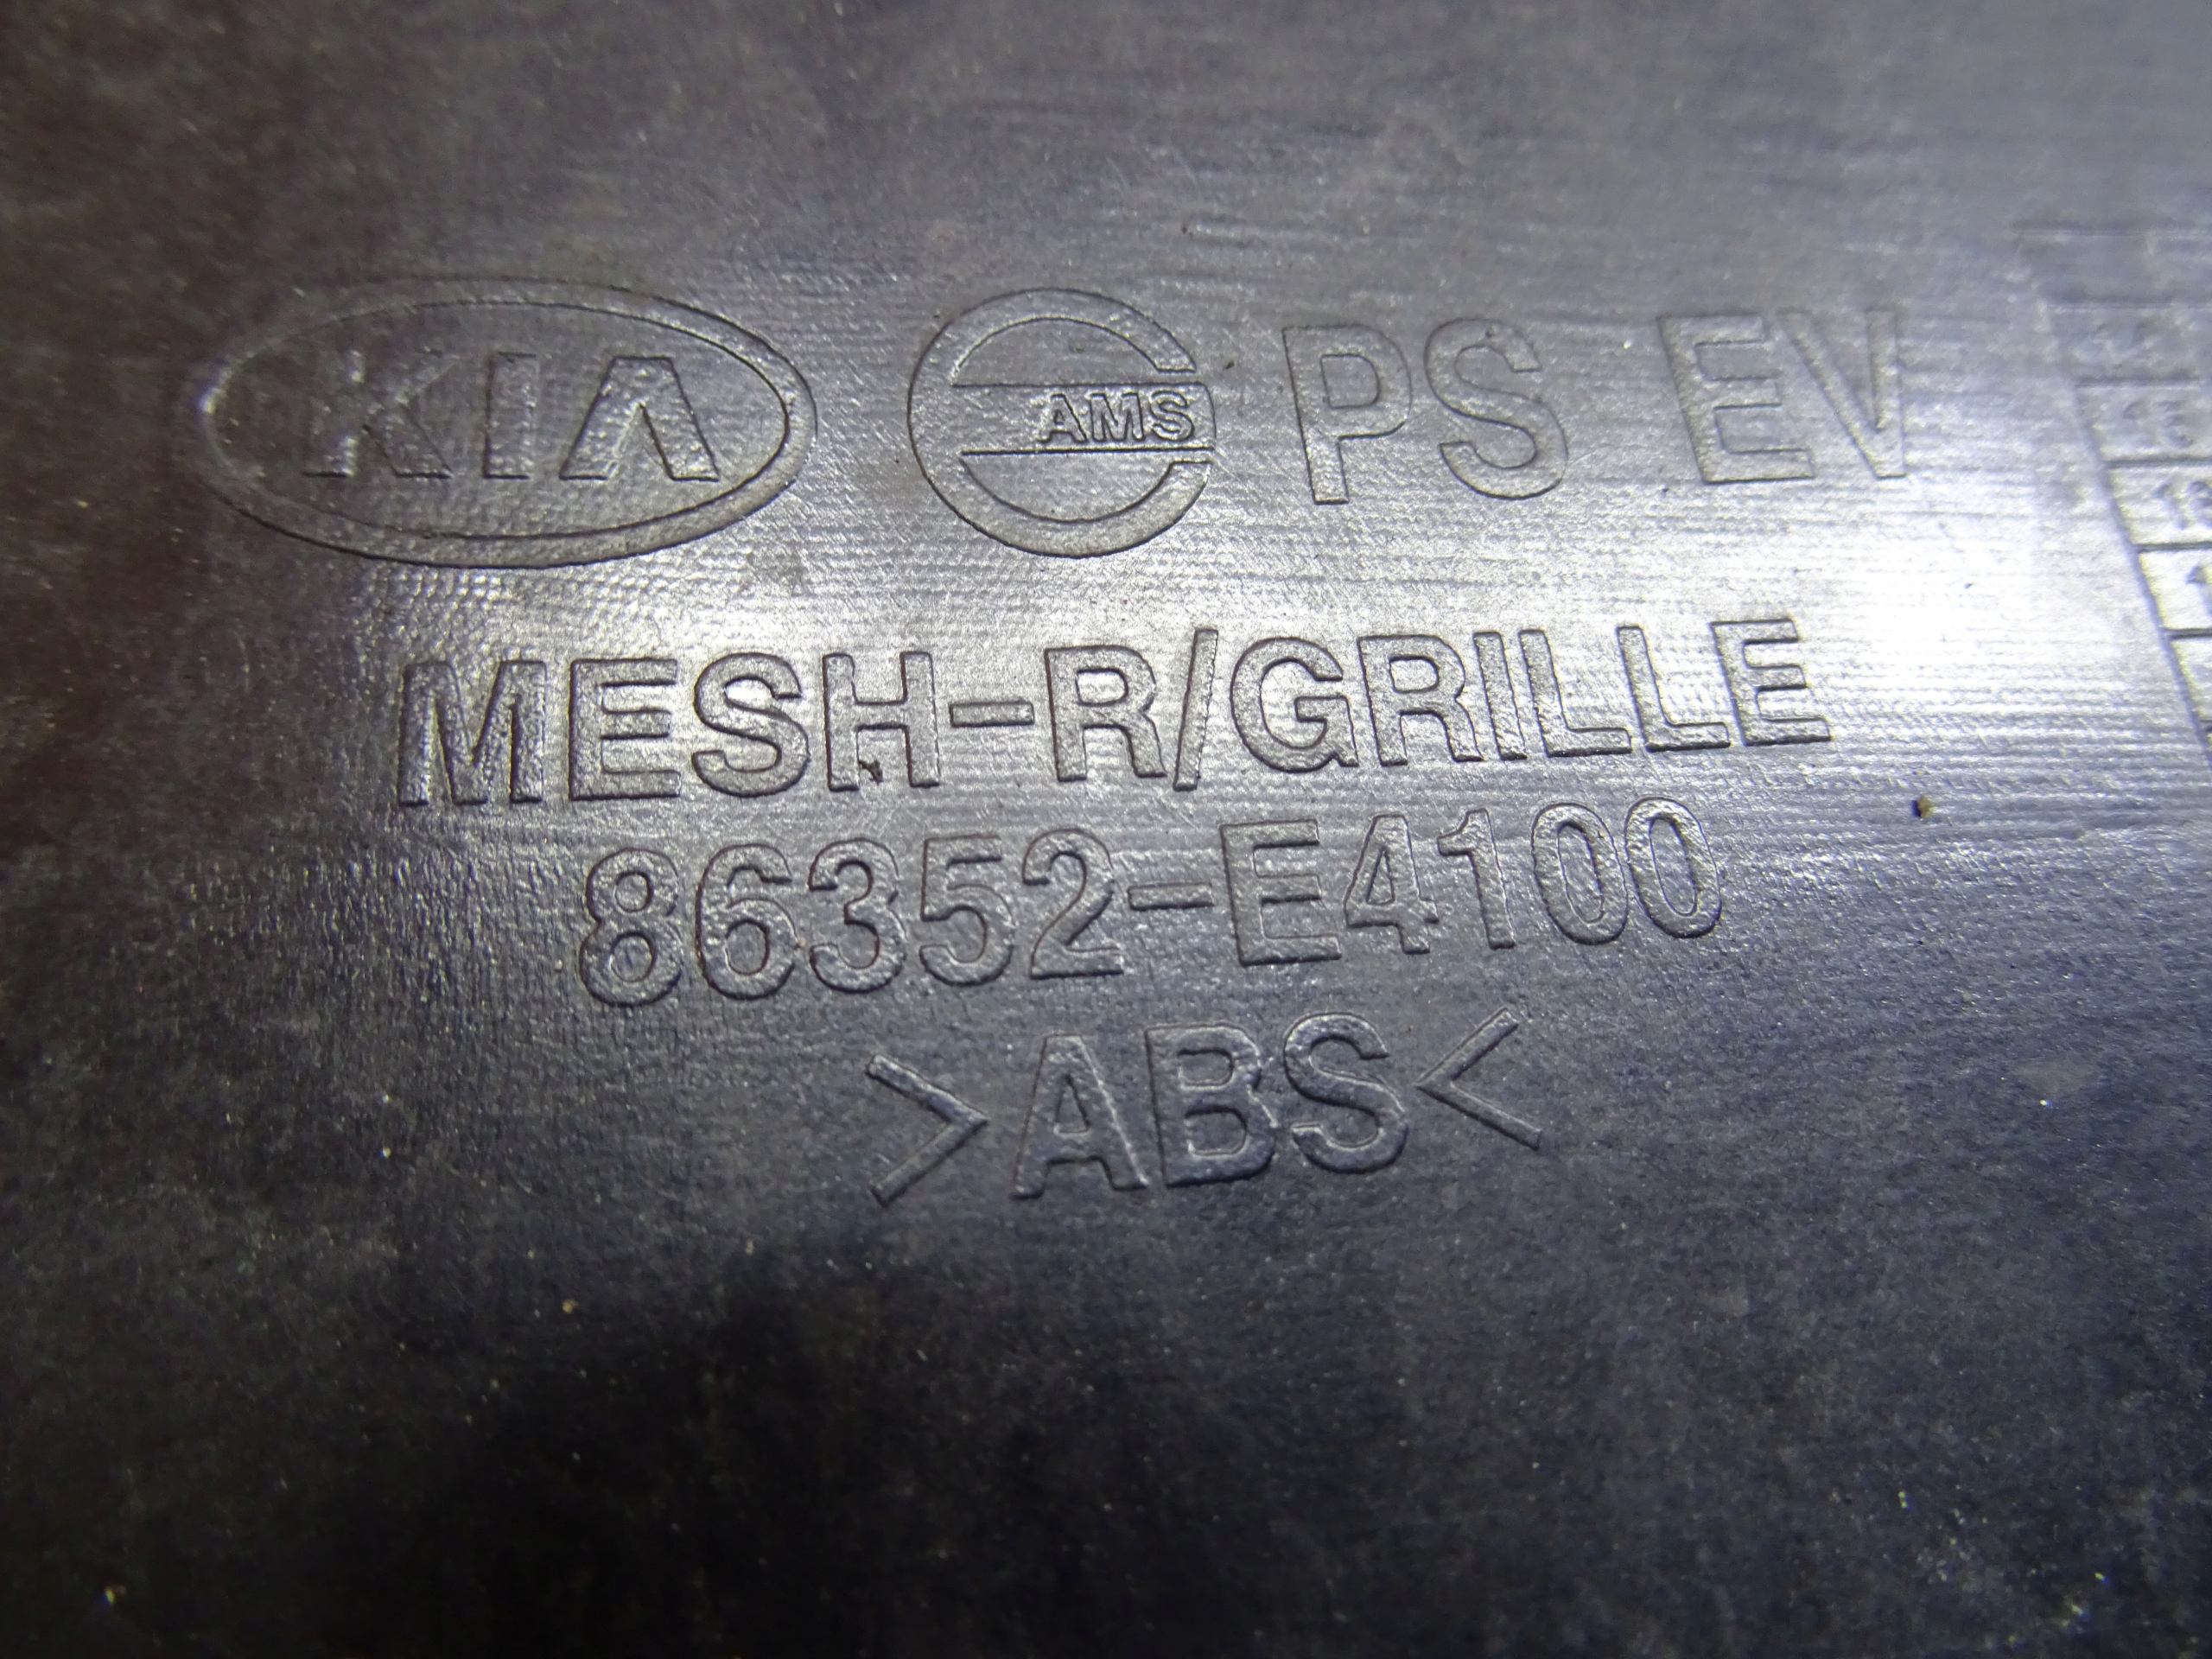 KIA AMS PS EV
MESH-R/GRILLE
86352-E4100
>ABS<